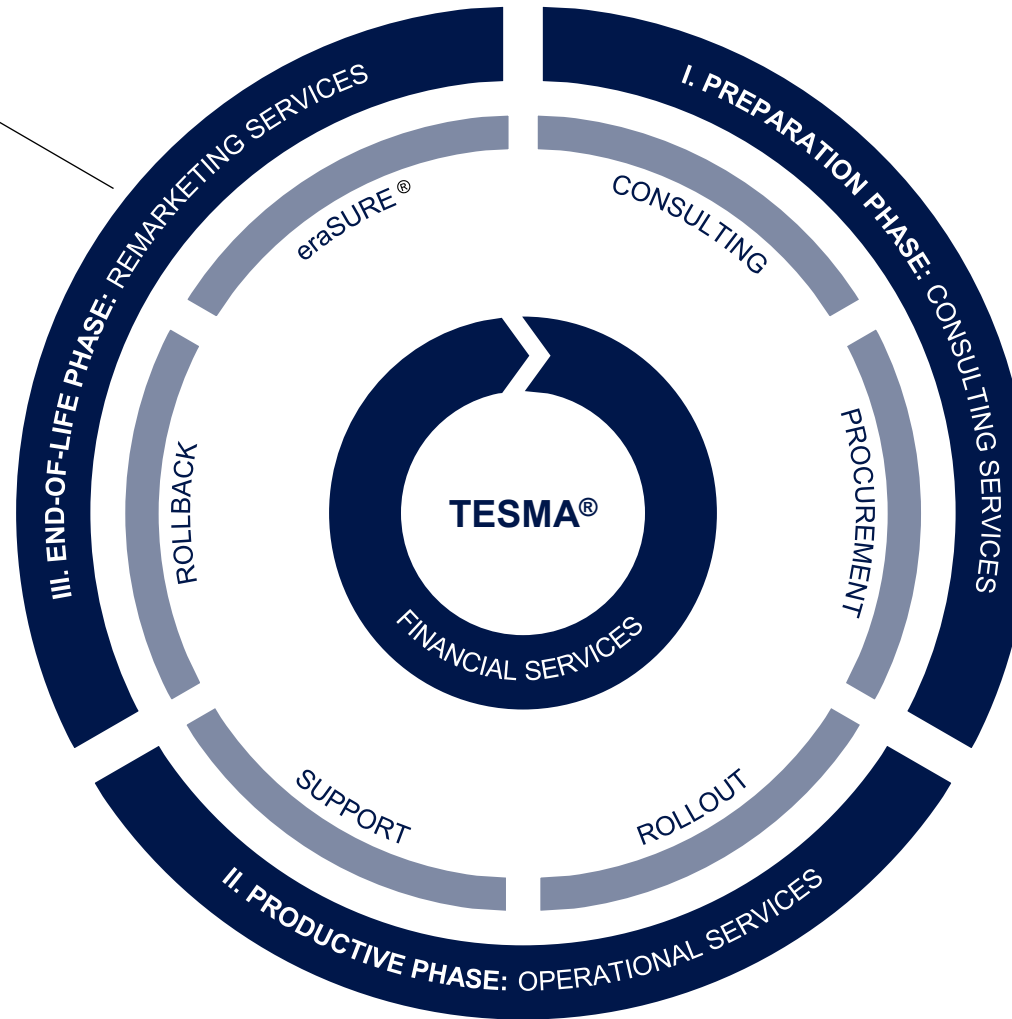 I. PREPARATION PHASE: CONSULTING SERVICES
II. PRODUCTIVE PHASE: OPERATIONAL SERVICES
III. END-OF-LIFE PHASE: REMARKETING SERVICES
CONSULTING
PROCUREMENT
ROLLOUT
SUPPORT
ROLLBACK
eraSURE®
TESMA®
FINANCIAL SERVICES